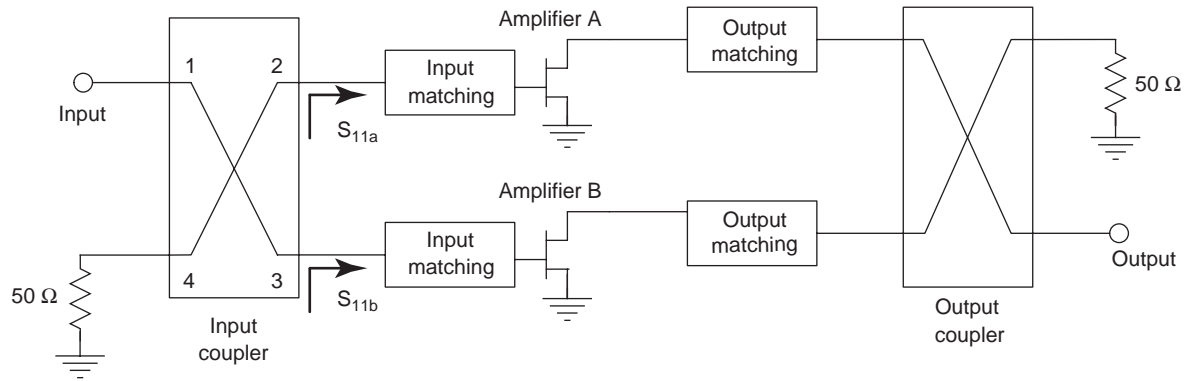 Amplifier A
Output
matching
1
2
Input
matching
Input
S11a
50 Ω
Amplifier B
Input
matching
Output
matching
4
3
S11b
50 Ω
Output
Input
coupler
Output
coupler